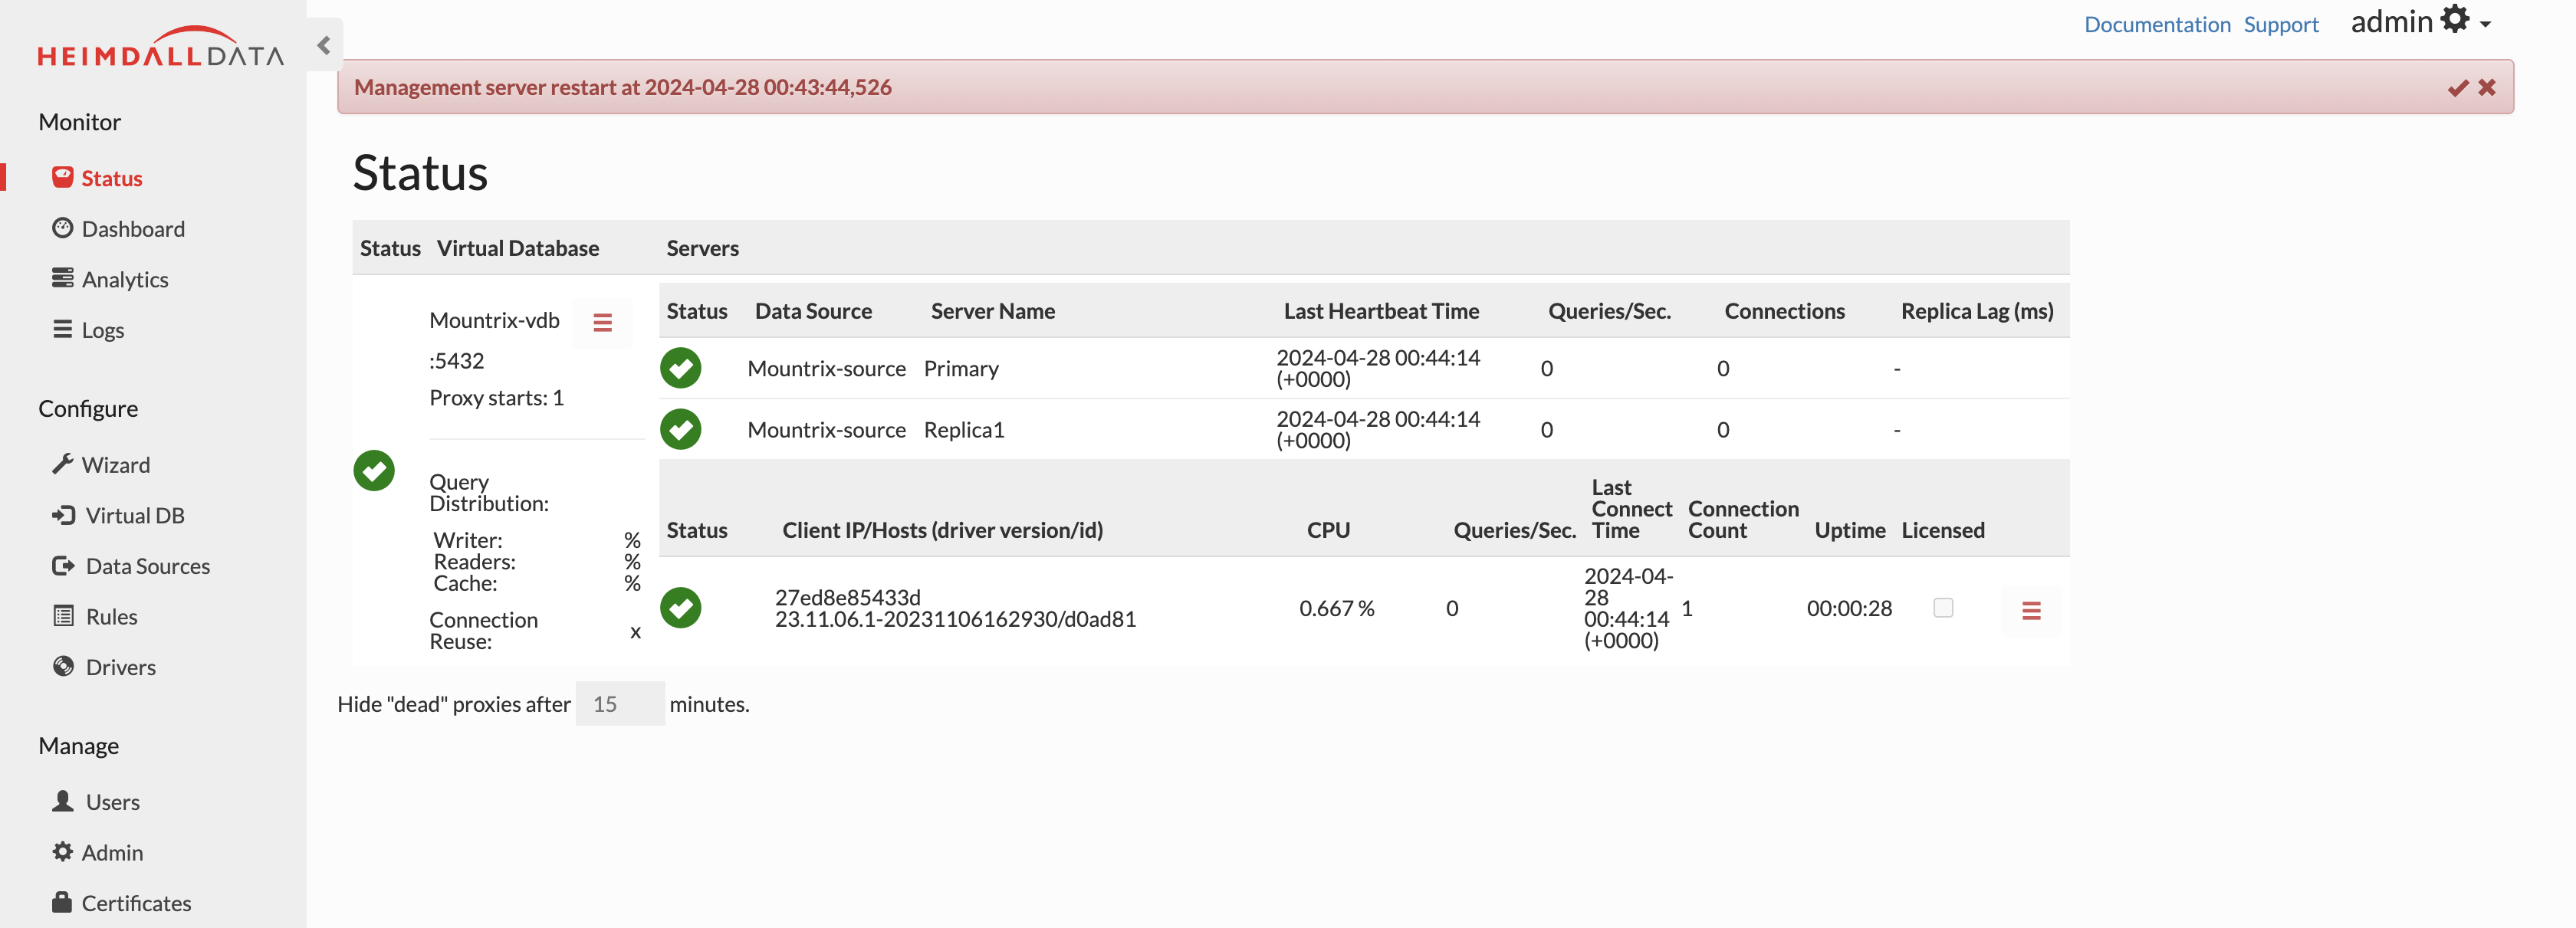 HEIMDALLDATA
Documentation Support admin
Management server restart at 2024-04-28 00:43:44,526
Monitor
Status
Dashboard
Analytics
Logs
Configure
Wizard
Virtual DB
Data Sources
Rules
Drivers
Manage
Users
Admin
Certificates
Status
Status Virtual Database Servers
Mountrix-vdb
:5432
Proxy starts: 1
Query
Distribution:
Writer: %
Readers: %
Cache: %
Connection
Reuse: x
Status Data Source Server Name Last Heartbeat Time Queries/Sec. Connections Replica Lag (ms)
Mountrix-source Primary 2024-04-28 00:44:14 (+0000) 0 0 -
Mountrix-source Replica1 2024-04-28 00:44:14 (+0000) 0 0 -
Status Client IP/Hosts (driver version/id) CPU Queries/Sec. Last Connect Time Connection Count Uptime Licensed
27ed8e85433d
23.11.06.1-20231106162930/d0ad81 0.667 % 0 2024-04-28 00:44:14 (+0000) 1 00:00:28
Hide "dead" proxies after 15 minutes.